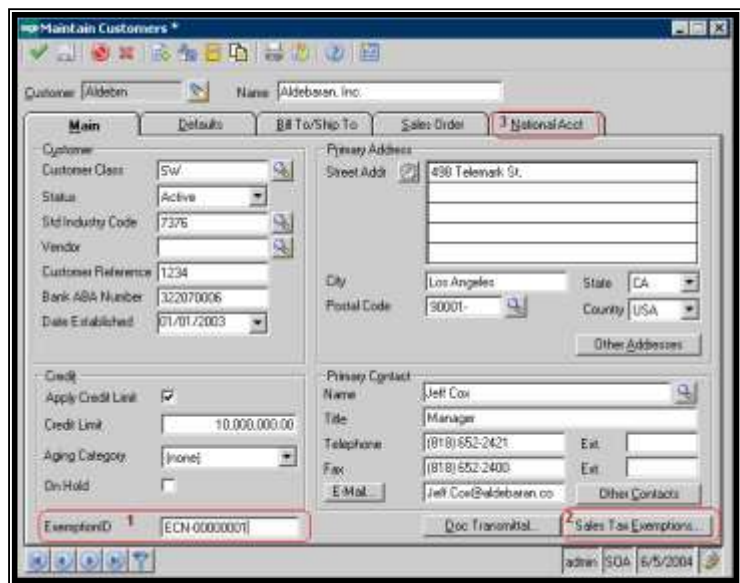 Maintain Customers *
Customer Aldebrn Name Aldebaran, Inc.
Main Defaults Bill To/Ship To Sales Order 3 National Acct
Customer
Customer Class SW
Status Active
Std Industry Code 7376
Vendor
Customer Reference 1234
Bank ABA Number 322070006
Date Established 01/01/2003
Primary Address
Street Addr 498 Telemark St.
City Los Angeles State CA
Postal Code 90001- Country USA
Other Addresses
Credit
Apply Credit Limit
Credit Limit 10,000,000.00
Aging Category (none)
On Hold
ExemptionID 1 ECN-00000001
Primary Contact
Name Jeff Cox
Title Manager
Telephone (818) 652-2421 Ext
Fax (818) 652-2400 Ext
E-Mail... Jeff.Cox@aldebaran.co Other Contacts
Doc Transmittal... 2 Sales Tax Exemptions...
admin SOA 6/5/2004